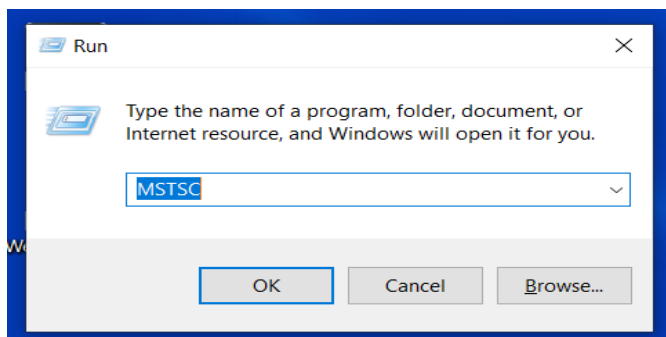 Run
Type the name of a program, folder, document, or
Internet resource, and Windows will open it for you.
MSTSC
OK
Cancel
Browse...